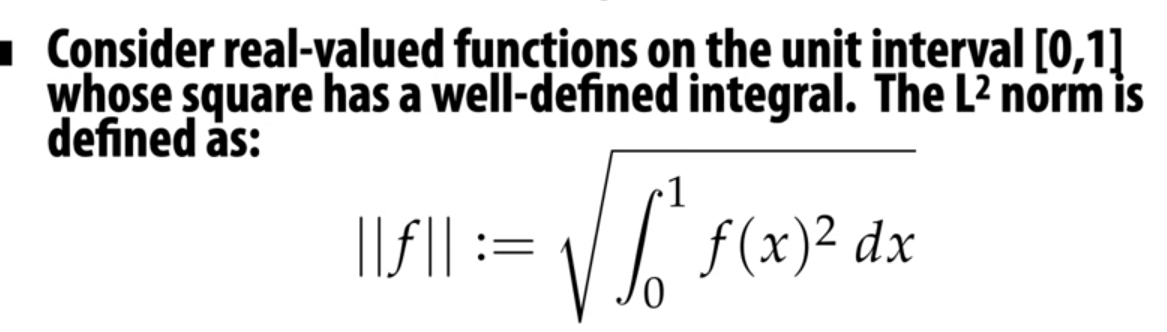 Consider real-valued functions on the unit interval [0,1]
whose square has a well-defined integral. The L² norm is
defined as:
||f|| := √∫₀¹ f(x)² dx